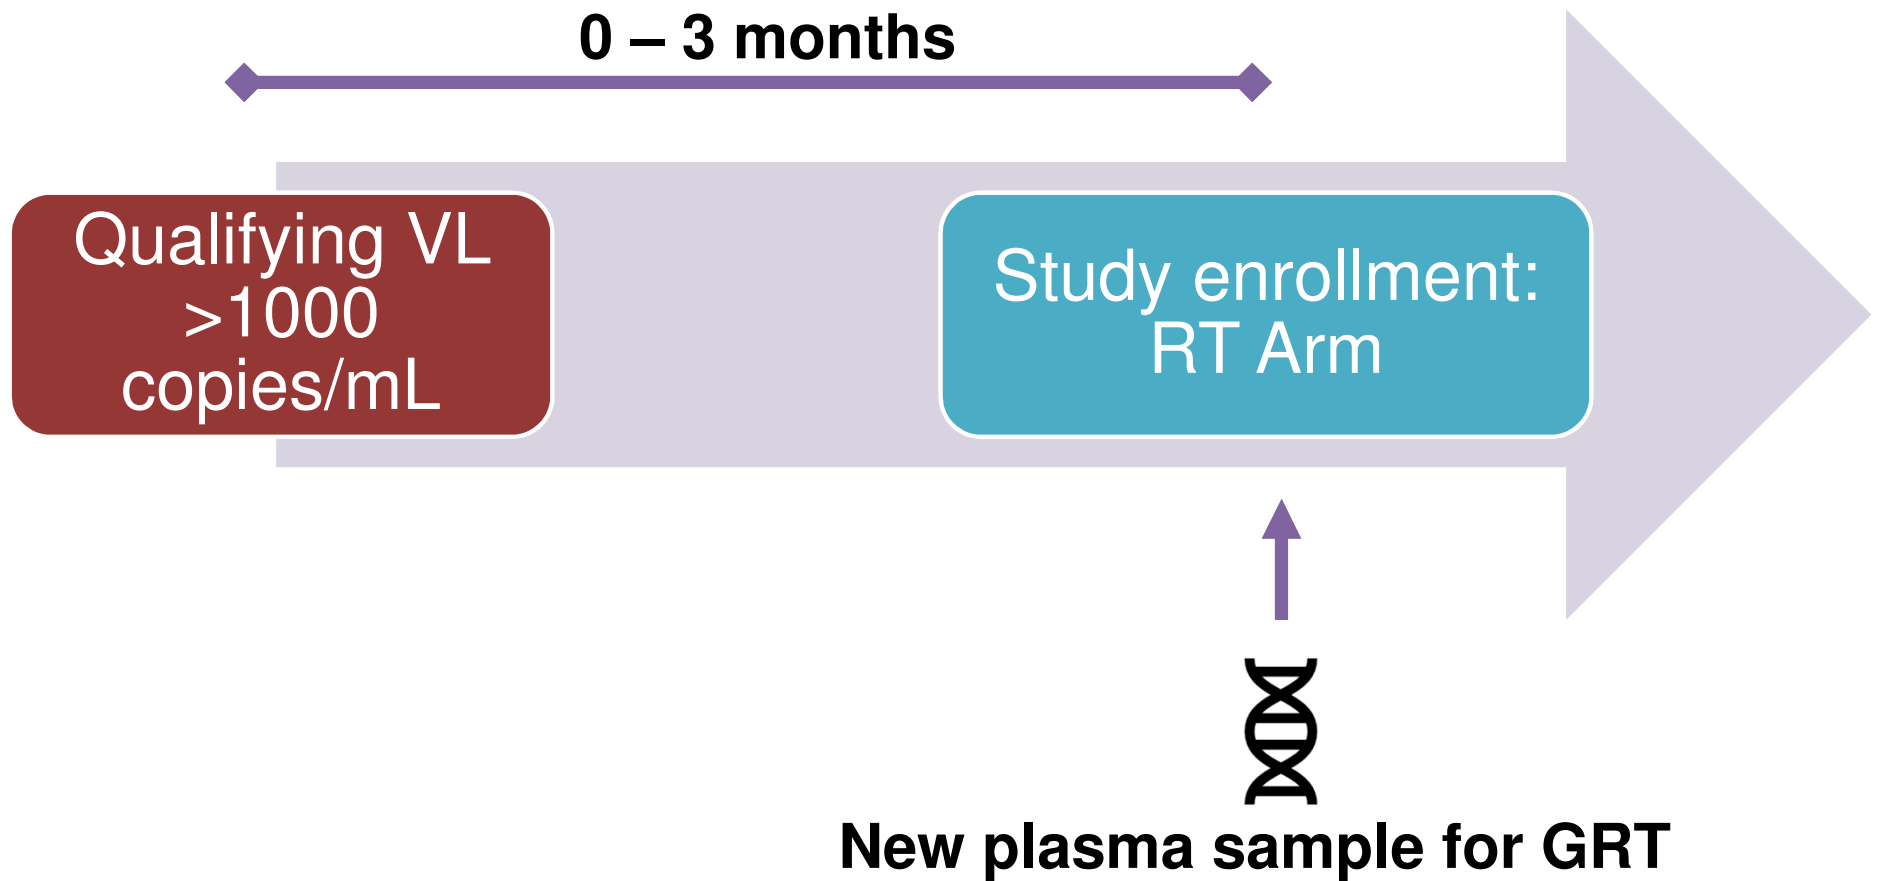 0 – 3 months
Qualifying VL
>1000
copies/mL
Study enrollment:
RT Arm
New plasma sample for GRT